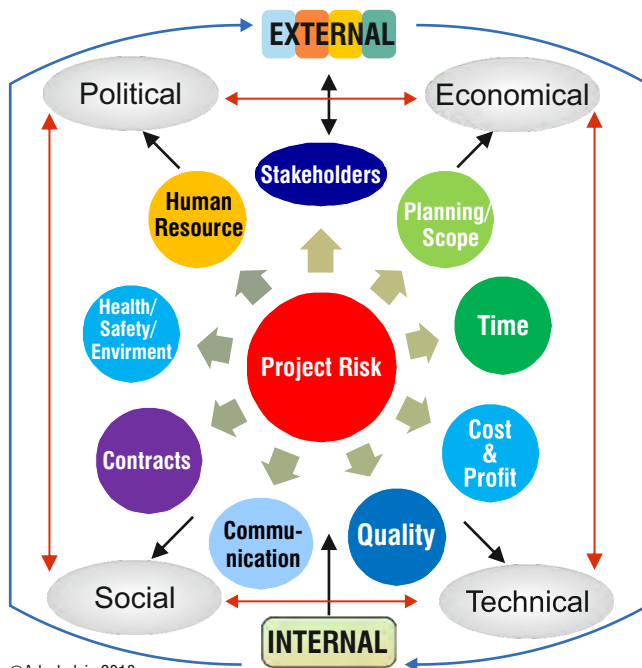 EXTERNAL
Political
Economical
Stakeholders
Human
Resource
Planning/
Scope
Health/
Safety/
Envirment
Time
Project Risk
Contracts
Cost
&
Profit
Commu-
nication
Quality
Social
Technical
INTERNAL